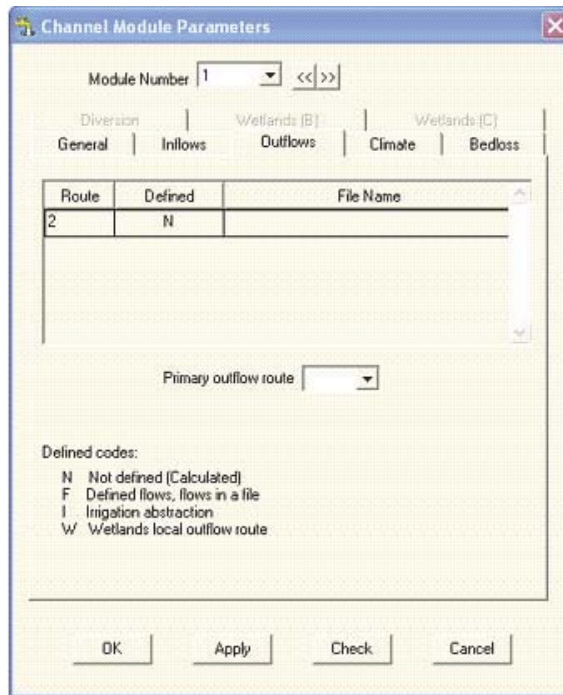 Channel Module Parameters
Module Number 1 << >>
Diversion Wetlands (B) Wetlands (C)
General Inflows Outflows Climate Bedloss
Route Defined File Name
2 N
Primary outflow route
Defined codes:
N Not defined (Calculated)
F Defined flows, flows in a file
I Irrigation abstraction
W Wetlands local outflow route
OK Apply Check Cancel